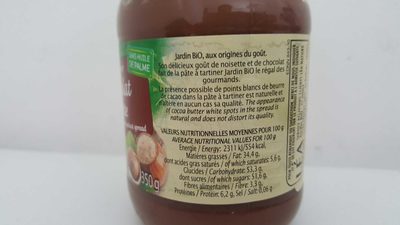 SANS HUILE
DE PALME
350g
Jardin BiO, aux origines du goût.
Son délicieux goût de noisette et de chocolat
fait de la pâte à tartiner Jardin BiO le régal des
gourmands.
La présence possible de points blancs de beurre
de cacao dans la pâte à tartiner est naturelle et
n'altère en aucun cas sa qualité. The appearance
of cocoa butter white spots in the spread is
natural and does not distort its quality.
VALEURS NUTRITIONNELLES MOYENNES POUR 100 g
AVERAGE NUTRITIONAL VALUES FOR 100 g
Energie / Energy: 2311 kJ/554 kcal,
Matières grasses / Fat: 34,4 g,
dont acides gras saturés / of which saturates: 5,6 g,
Glucides / Carbohydrate: 53,3 g,
dont sucres / of which sugars: 51,6 g,
Fibres alimentaires / Fibre: 3,3 g,
Protéines / Protein: 6,2 g, Sel / Salt: 0,06 g